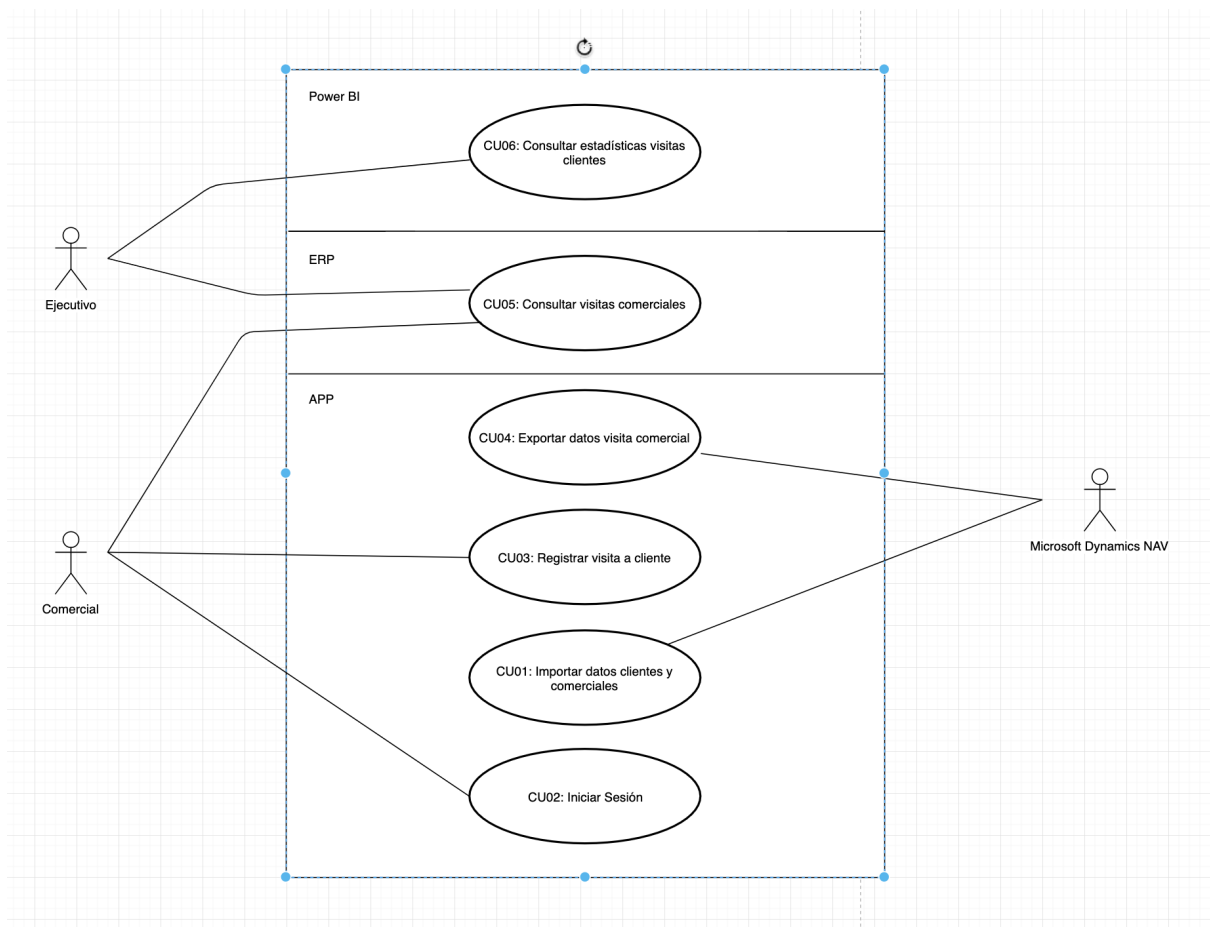 Power BI
CU06: Consultar estadísticas visitas
clientes
ERP
CU05: Consultar visitas comerciales
Ejecutivo
APP
CU04: Exportar datos visita comercial
Microsoft Dynamics NAV
CU03: Registrar visita a cliente
Comercial
CU01: Importar datos clientes y
comerciales
CU02: Iniciar Sesión